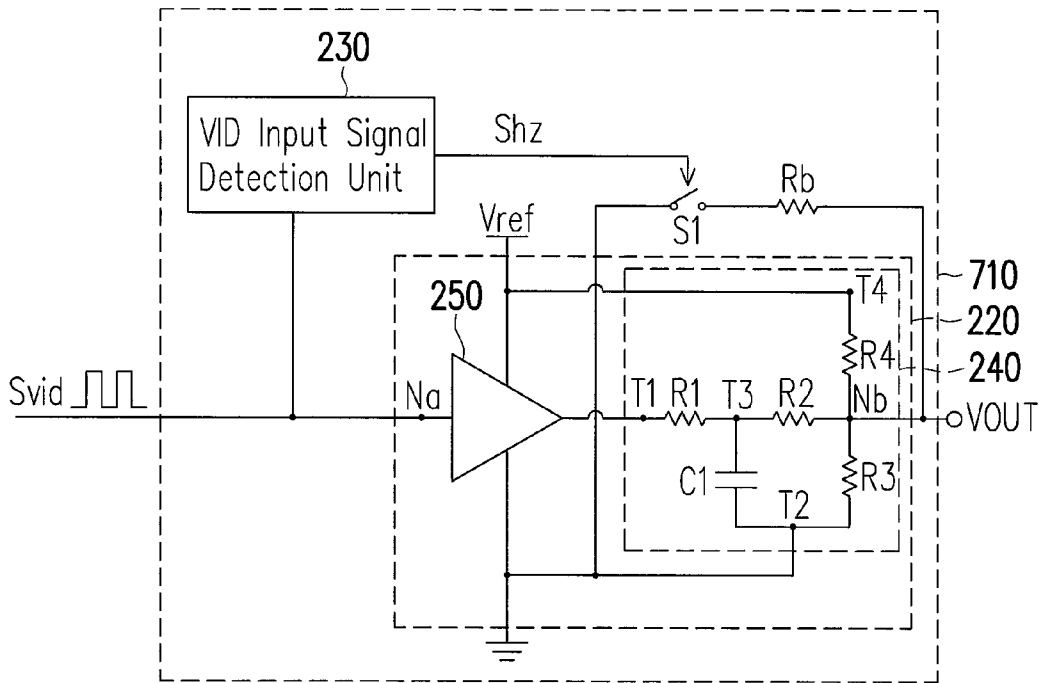 230
VID Input Signal
Detection Unit
Shz
S1
Rb
Vref
250
T4
710
220
R4
240
Svid
Na
T1
R1
T3
R2
Nb
VOUT
C1
T2
R3